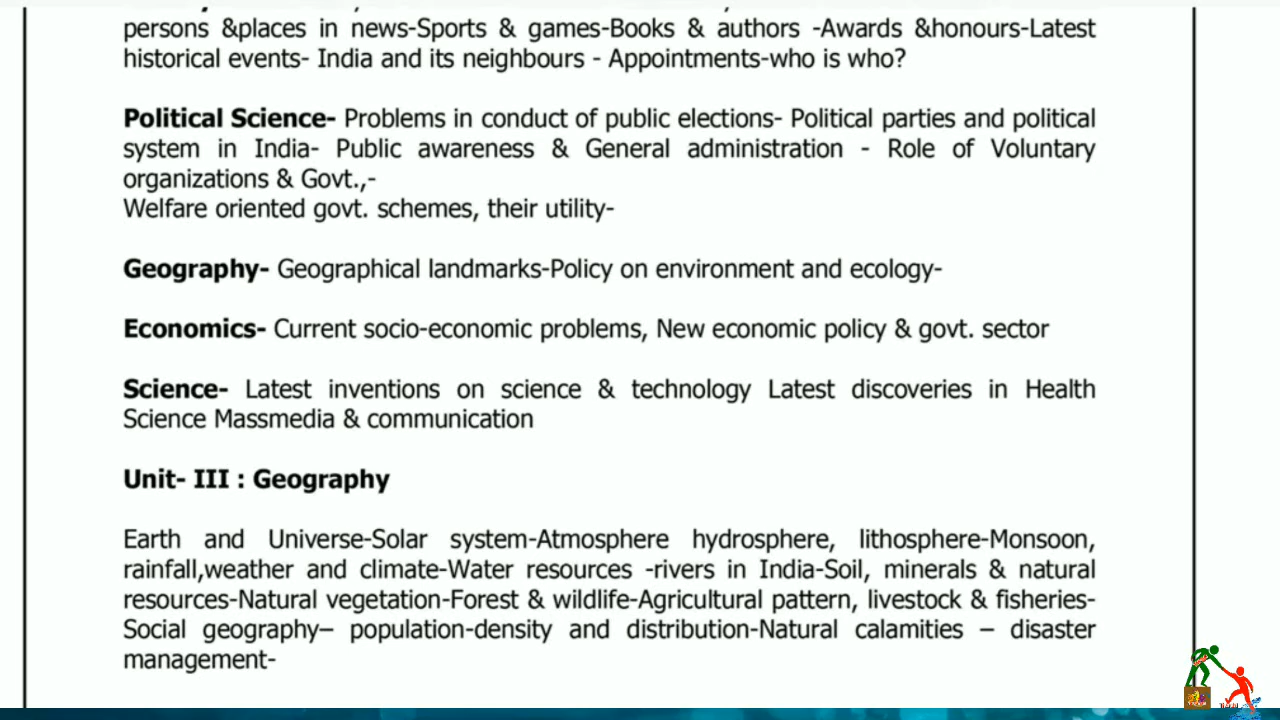 persons &places in news-Sports & games-Books & authors -Awards &honours-Latest
historical events- India and its neighbours - Appointments-who is who?
Political Science- Problems in conduct of public elections- Political parties and political
system in India- Public awareness & General administration - Role of Voluntary
organizations & Govt.,-
Welfare oriented govt. schemes, their utility-
Geography- Geographical landmarks-Policy on environment and ecology-
Economics- Current socio-economic problems, New economic policy & govt. sector
Science- Latest inventions on science & technology Latest discoveries in Health
Science Massmedia & communication
Unit- III : Geography
Earth and Universe-Solar system-Atmosphere hydrosphere, lithosphere-Monsoon,
rainfall,weather and climate-Water resources -rivers in India-Soil, minerals & natural
resources-Natural vegetation-Forest & wildlife-Agricultural pattern, livestock & fisheries-
Social geography– population-density and distribution-Natural calamities – disaster
management-